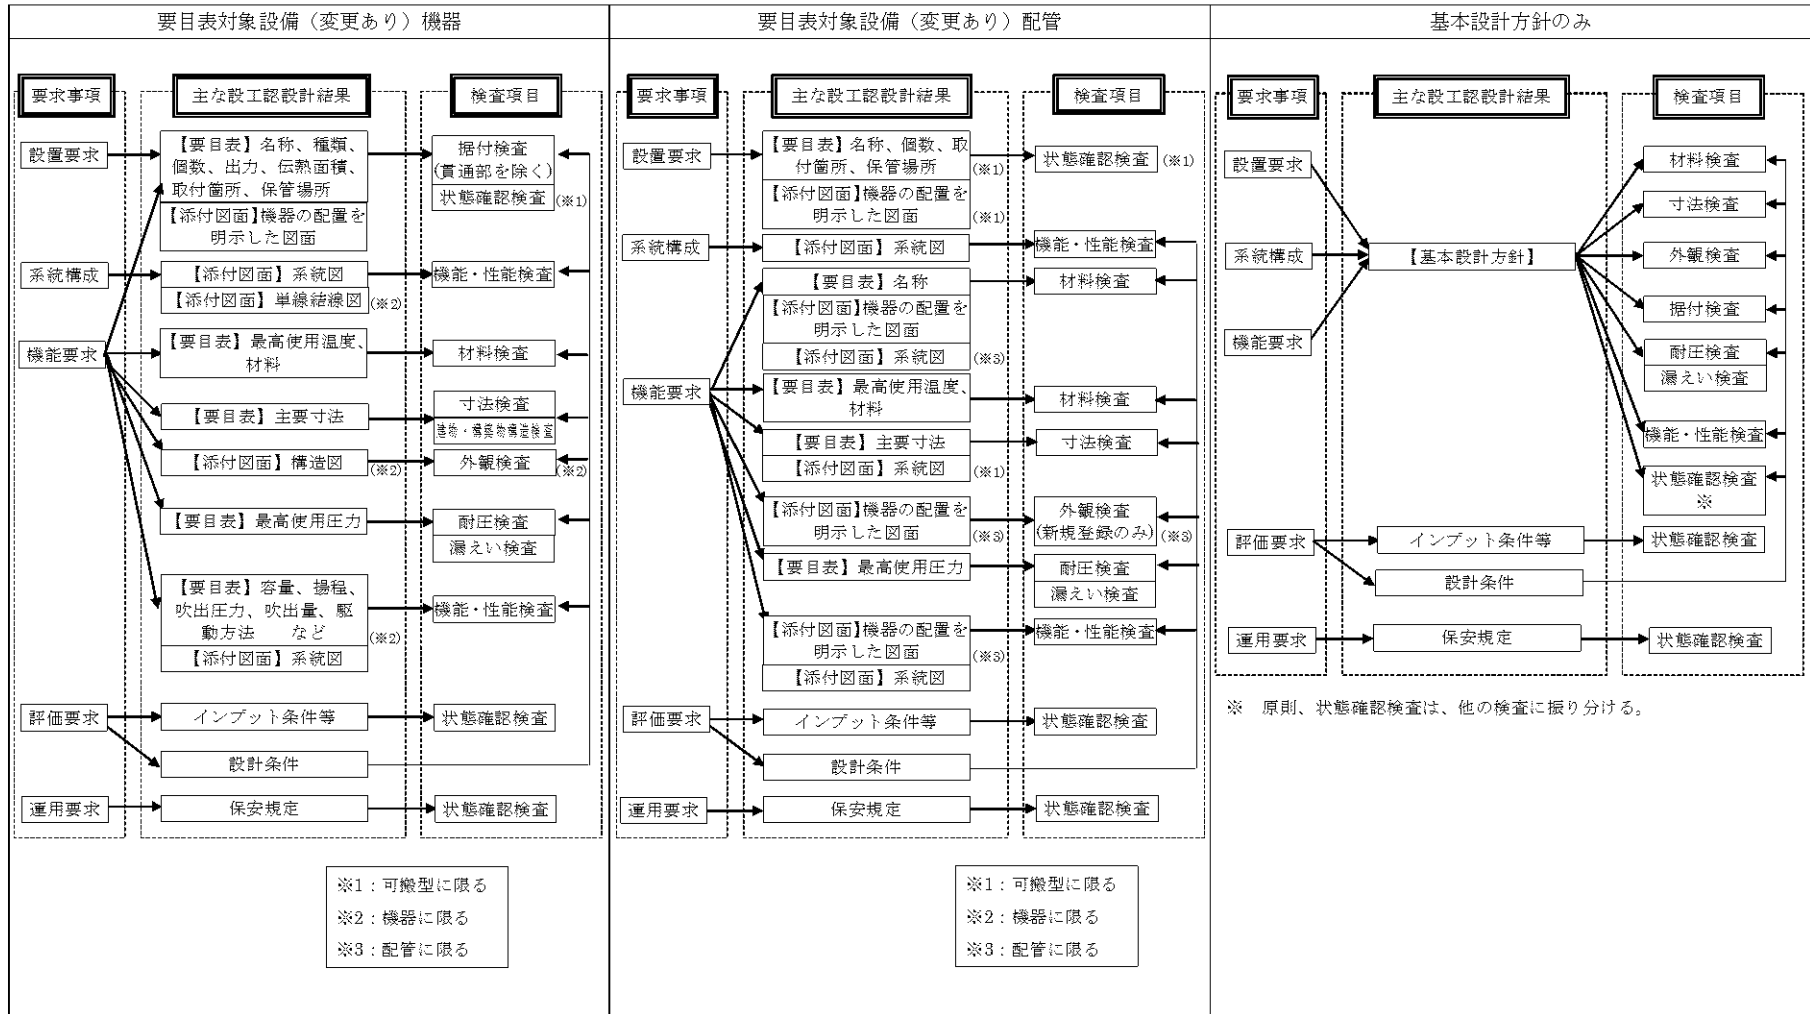 要目表対象設備（変更あり）機器
要求事項
主な設工認設計結果
検査項目
設置要求
【要目表】名称、種類、
個数、出力、伝熱面積、
取付箇所、保管場所
【添付図面】機器の配置を
明示した図面
据付検査
(貫通部を除く)
状態確認検査
(※1)
系統構成
【添付図面】系統図
【添付図面】単線結線図
(※2)
機能・性能検査
機能要求
【要目表】最高使用温度、
材料
材料検査
【要目表】主要寸法
寸法検査
建物・構築物構造検査
【添付図面】構造図
(※2)
外観検査
(※2)
【要目表】最高使用圧力
耐圧検査
漏えい検査
【要目表】容量、揚程、
吹出圧力、吹出量、駆
動方法　など
(※2)
【添付図面】系統図
機能・性能検査
評価要求
インプット条件等
状態確認検査
設計条件
運用要求
保安規定
状態確認検査
※1：可搬型に限る
※2：機器に限る
※3：配管に限る
要目表対象設備（変更あり）配管
要求事項
主な設工認設計結果
検査項目
設置要求
【要目表】名称、個数、取
付箇所、保管場所
(※1)
【添付図面】機器の配置を
明示した図面
(※1)
状態確認検査
(※1)
系統構成
【添付図面】系統図
機能・性能検査
機能要求
【要目表】名称
【添付図面】機器の配置を
明示した図面
【添付図面】系統図
(※3)
材料検査
【要目表】最高使用温度、
材料
材料検査
【要目表】主要寸法
【添付図面】系統図
(※1)
寸法検査
【添付図面】機器の配置を
明示した図面
(※3)
外観検査
(新規登録のみ)
(※3)
【要目表】最高使用圧力
耐圧検査
漏えい検査
【添付図面】機器の配置を
明示した図面
(※3)
【添付図面】系統図
機能・性能検査
評価要求
インプット条件等
状態確認検査
設計条件
運用要求
保安規定
状態確認検査
※1：可搬型に限る
※2：機器に限る
※3：配管に限る
基本設計方針のみ
要求事項
主な設工認設計結果
検査項目
設置要求
系統構成
機能要求
【基本設計方針】
材料検査
寸法検査
外観検査
据付検査
耐圧検査
漏えい検査
機能・性能検査
状態確認検査
※
評価要求
インプット条件等
状態確認検査
設計条件
運用要求
保安規定
状態確認検査
※　原則、状態確認検査は、他の検査に振り分ける。